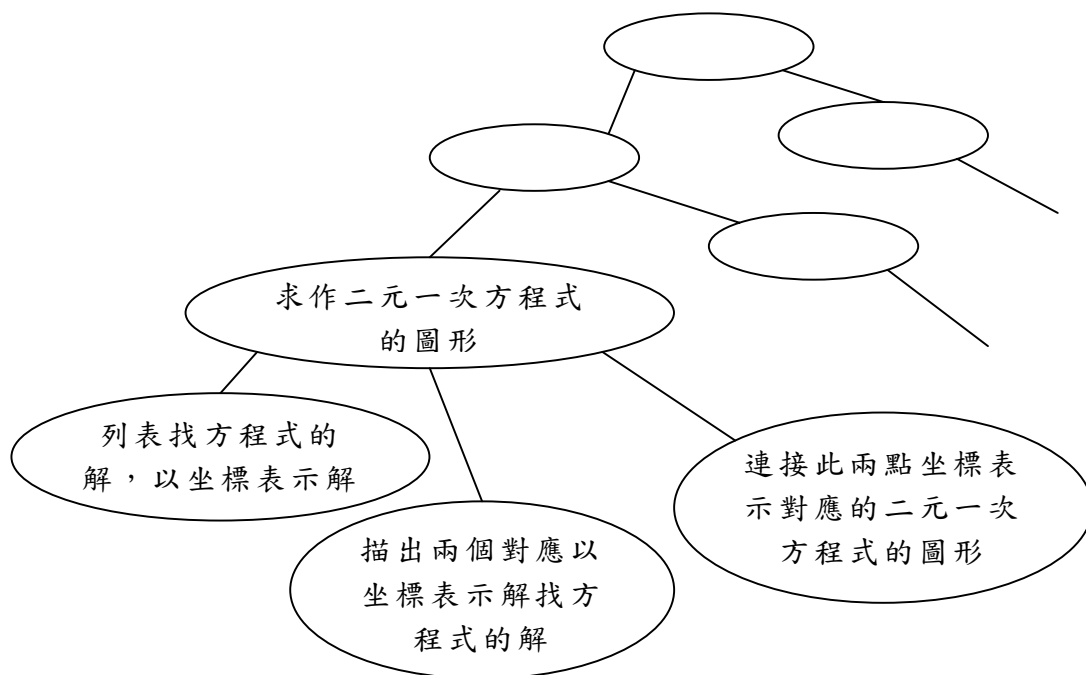 求作二元一次方程式
的圖形
列表找方程式的
解，以坐標表示解
描出兩個對應以
坐標表示解找方
程式的解
連接此兩點坐標表
示對應的二元一次
方程式的圖形